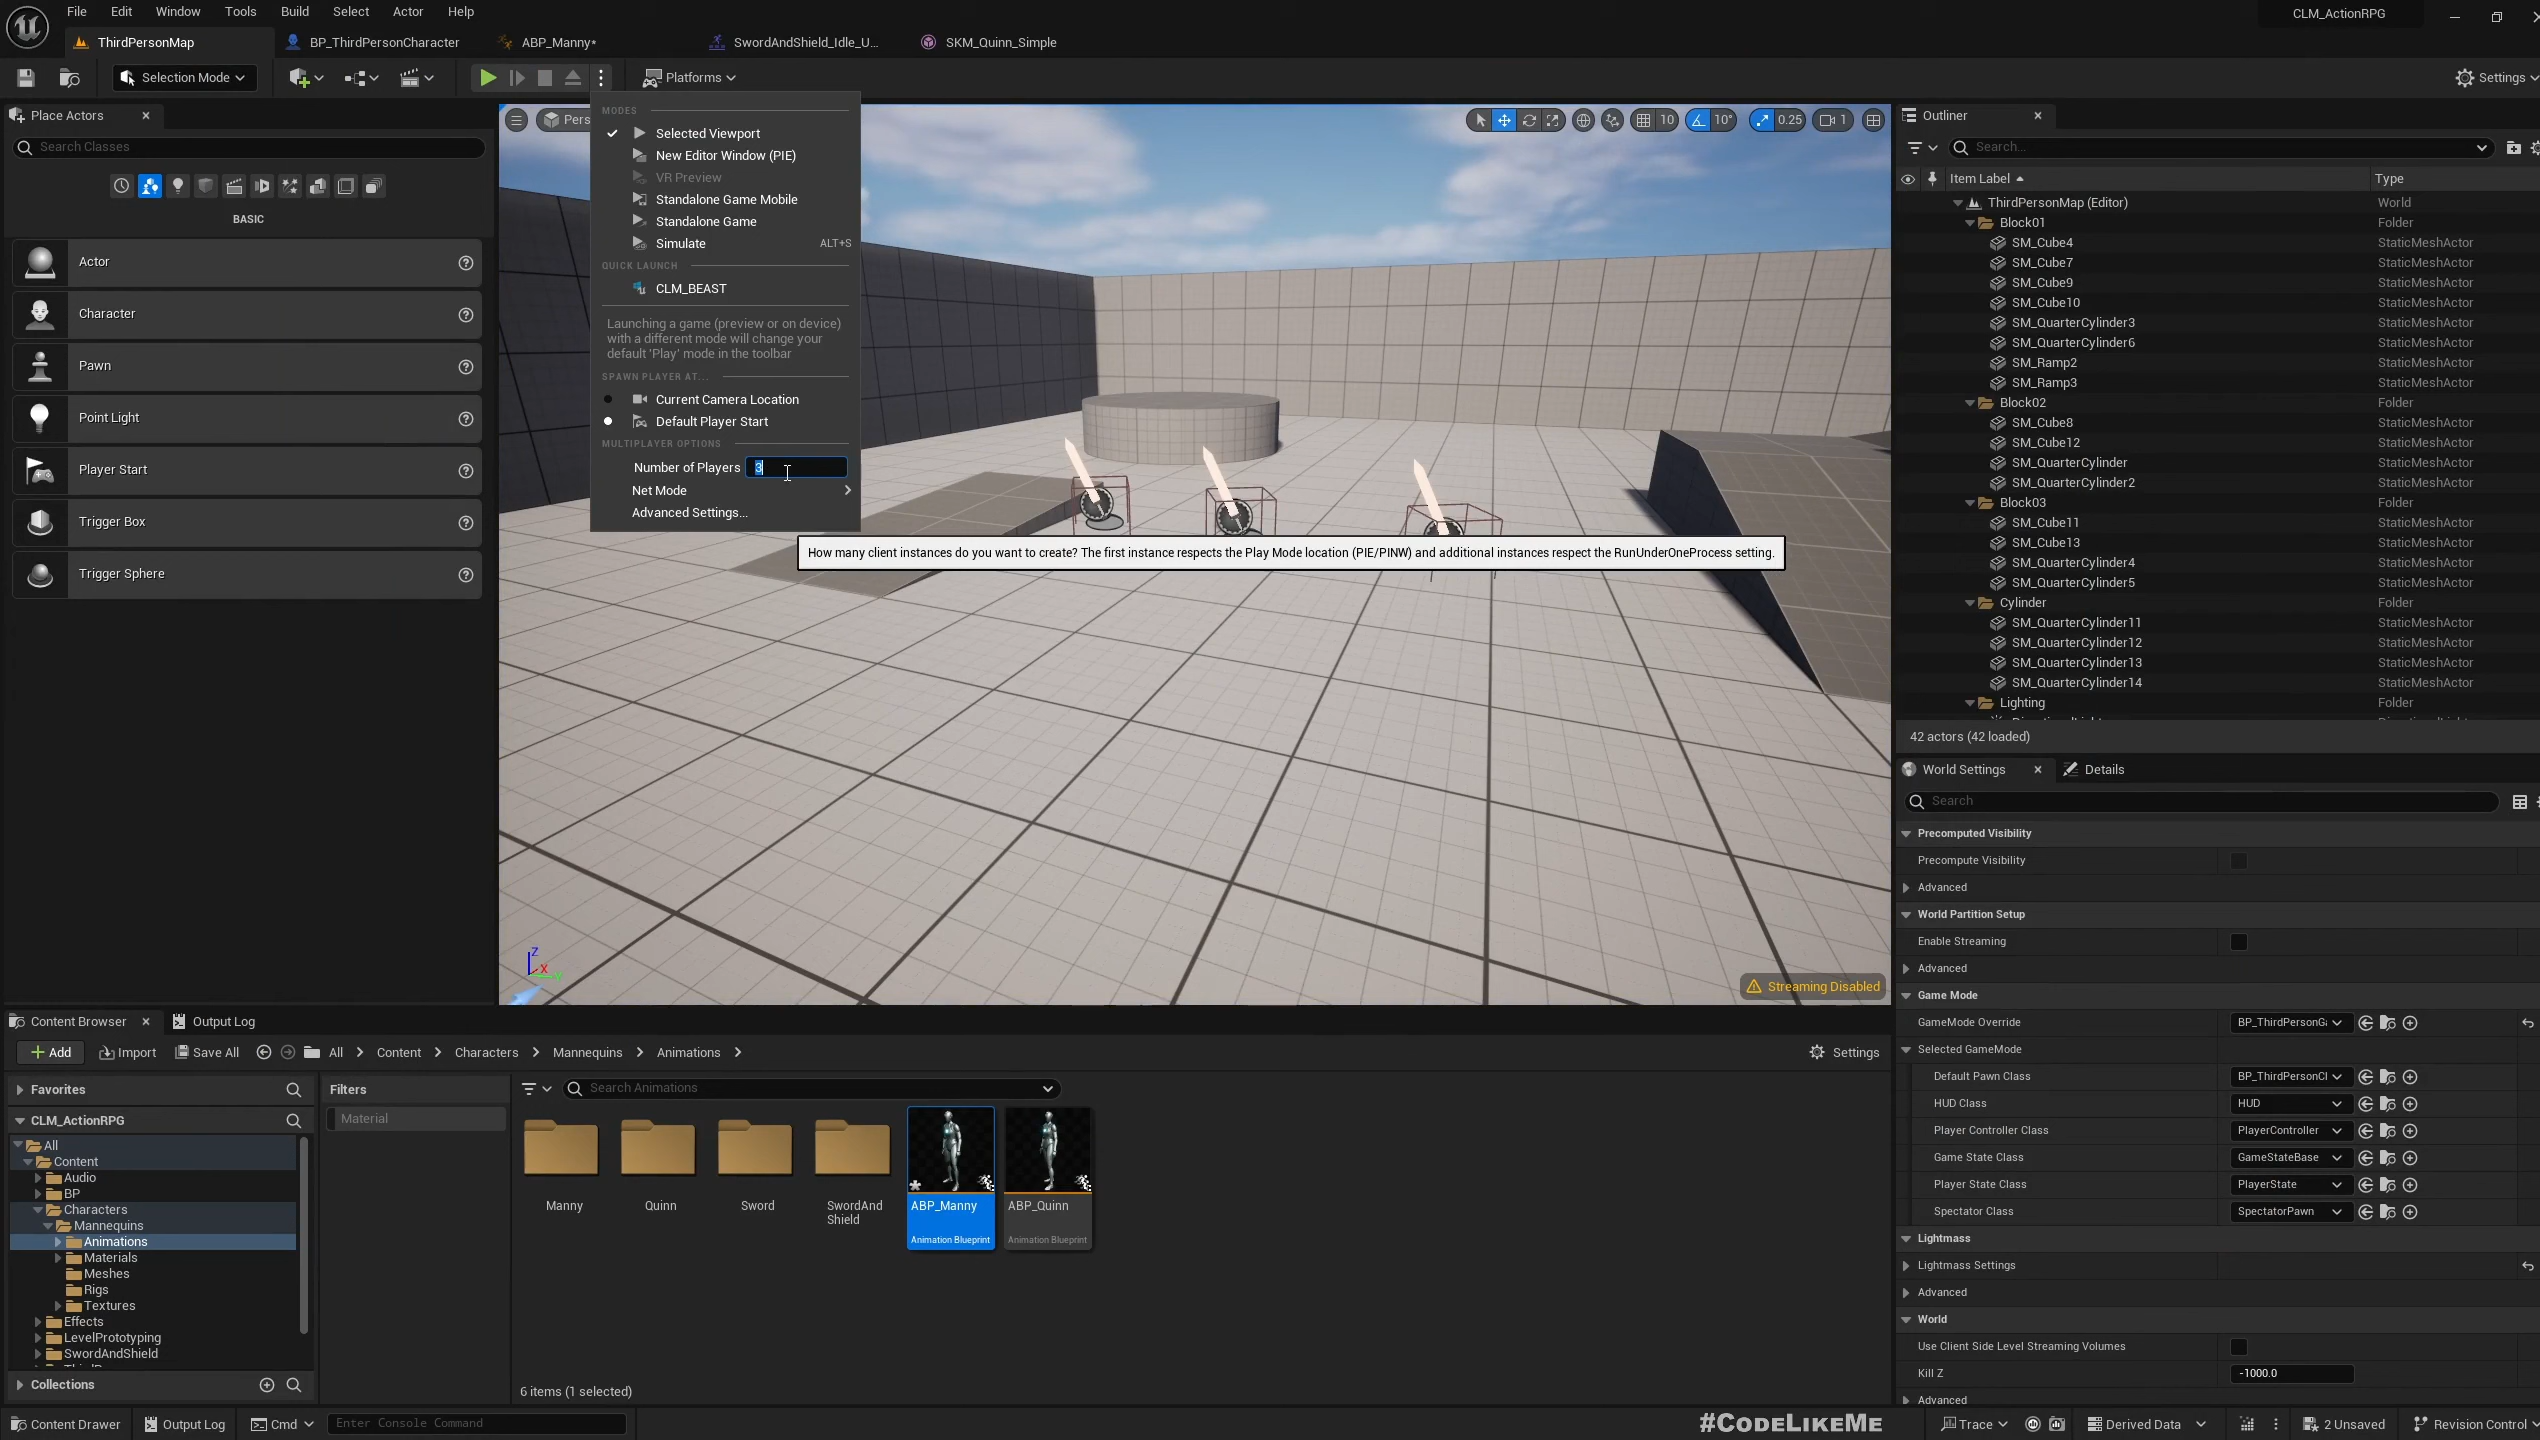 File Edit Window Tools Build Select Actor Help
CLM_ActionRPG
ThirdPersonMap
BP_ThirdPersonCharacter
ABP_Manny*
SwordAndShield_Idle_U...
SKM_Quinn_Simple
Selection Mode
Platforms
Settings
Place Actors
Search Classes
BASIC
Actor
Character
Pawn
Point Light
Player Start
Trigger Box
Trigger Sphere
MODES
Selected Viewport
New Editor Window (PIE)
VR Preview
Standalone Game Mobile
Standalone Game
Simulate ALT+S
QUICK LAUNCH
CLM_BEAST
Launching a game (preview or on device)
with a different mode will change your
default 'Play' mode in the toolbar
SPAWN PLAYER AT...
Current Camera Location
Default Player Start
MULTIPLAYER OPTIONS
Number of Players 3
Net Mode
Advanced Settings...
How many client instances do you want to create? The first instance respects the Play Mode location (PIE/PINW) and additional instances respect the RunUnderOneProcess setting.
Pers
10
10°
0.25
1
Z
X
Streaming Disabled
Outliner
Search...
Item Label Type
ThirdPersonMap (Editor) World
Block01 Folder
SM_Cube4 StaticMeshActor
SM_Cube7 StaticMeshActor
SM_Cube9 StaticMeshActor
SM_Cube10 StaticMeshActor
SM_QuarterCylinder3 StaticMeshActor
SM_QuarterCylinder6 StaticMeshActor
SM_Ramp2 StaticMeshActor
SM_Ramp3 StaticMeshActor
Block02 Folder
SM_Cube8 StaticMeshActor
SM_Cube12 StaticMeshActor
SM_QuarterCylinder StaticMeshActor
SM_QuarterCylinder2 StaticMeshActor
Block03 Folder
SM_Cube11 StaticMeshActor
SM_Cube13 StaticMeshActor
SM_QuarterCylinder4 StaticMeshActor
SM_QuarterCylinder5 StaticMeshActor
Cylinder Folder
SM_QuarterCylinder11 StaticMeshActor
SM_QuarterCylinder12 StaticMeshActor
SM_QuarterCylinder13 StaticMeshActor
SM_QuarterCylinder14 StaticMeshActor
Lighting Folder
42 actors (42 loaded)
World Settings
Details
Search
Precomputed Visibility
Precompute Visibility
Advanced
World Partition Setup
Enable Streaming
Advanced
Game Mode
GameMode Override BP_ThirdPersonGa
Selected GameMode
Default Pawn Class BP_ThirdPersonCl
HUD Class HUD
Player Controller Class PlayerController
Game State Class GameStateBase
Player State Class PlayerState
Spectator Class SpectatorPawn
Lightmass
Lightmass Settings
Advanced
World
Use Client Side Level Streaming Volumes
Kill Z -1000.0
Advanced
Content Browser
Output Log
Add
Import
Save All
All > Content > Characters > Mannequins > Animations >
Settings
Favorites
CLM_ActionRPG
All
Content
Audio
BP
Characters
Mannequins
Animations
Materials
Meshes
Rigs
Textures
Effects
LevelPrototyping
SwordAndShield
Collections
Filters
Material
Search Animations
Manny
Quinn
Sword
SwordAnd
Shield
ABP_Manny
Animation Blueprint
ABP_Quinn
Animation Blueprint
6 items (1 selected)
Content Drawer
Output Log
Cmd
Enter Console Command
#CODELIKEME
Trace
Derived Data
2 Unsaved
Revision Control